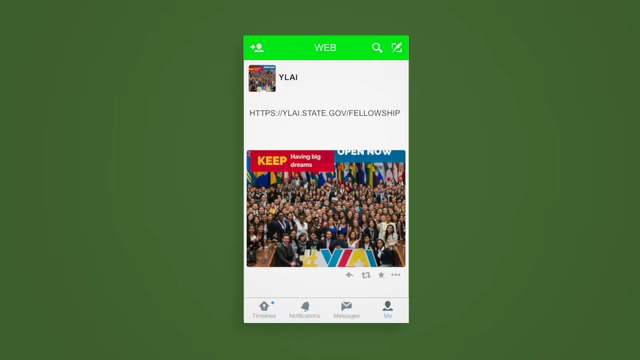 WEB
YLAI
HTTPS://YLAI.STATE.GOV/FELLOWSHIP
OPEN NOW
KEEP Having big
dreams
#YLAI
Timelines Notifications Messages Me